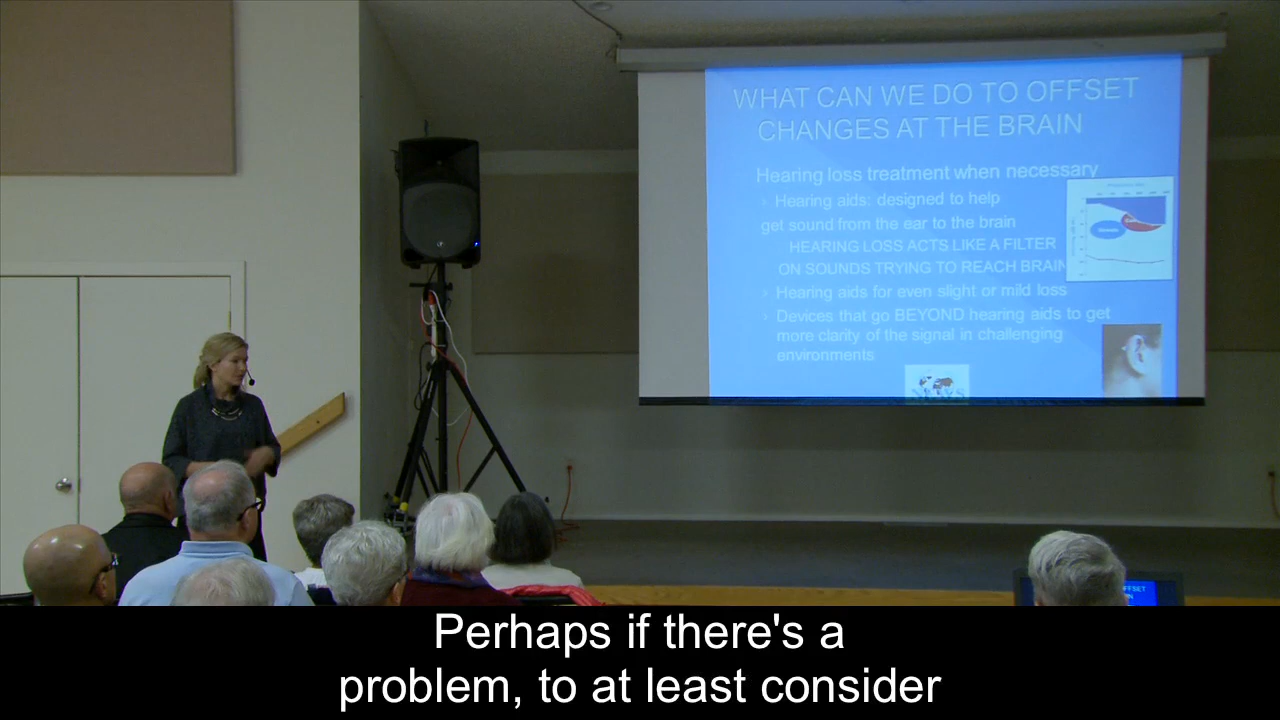 WHAT CAN WE DO TO OFFSET
CHANGES AT THE BRAIN
Hearing loss treatment when necessary
Hearing aids: designed to help
get sound from the ear to the brain
HEARING LOSS ACTS LIKE A FILTER
ON SOUNDS TRYING TO REACH BRAIN
Hearing aids for even slight or mild loss
Devices that go BEYOND hearing aids to get
more clarity of the signal in challenging
environments
Perhaps if there's a
problem, to at least consider